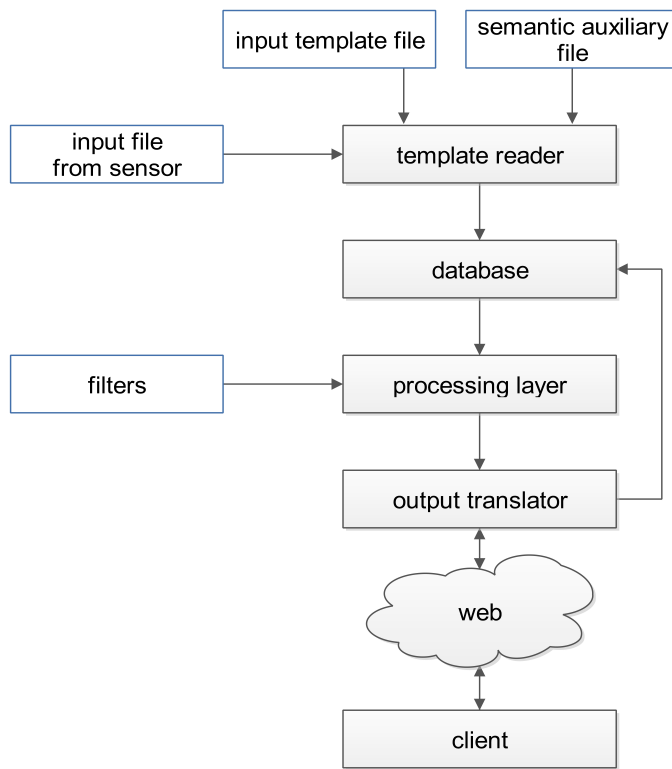 input template file
semantic auxiliary
file
input file
from sensor
template reader
database
filters
processing layer
output translator
web
client